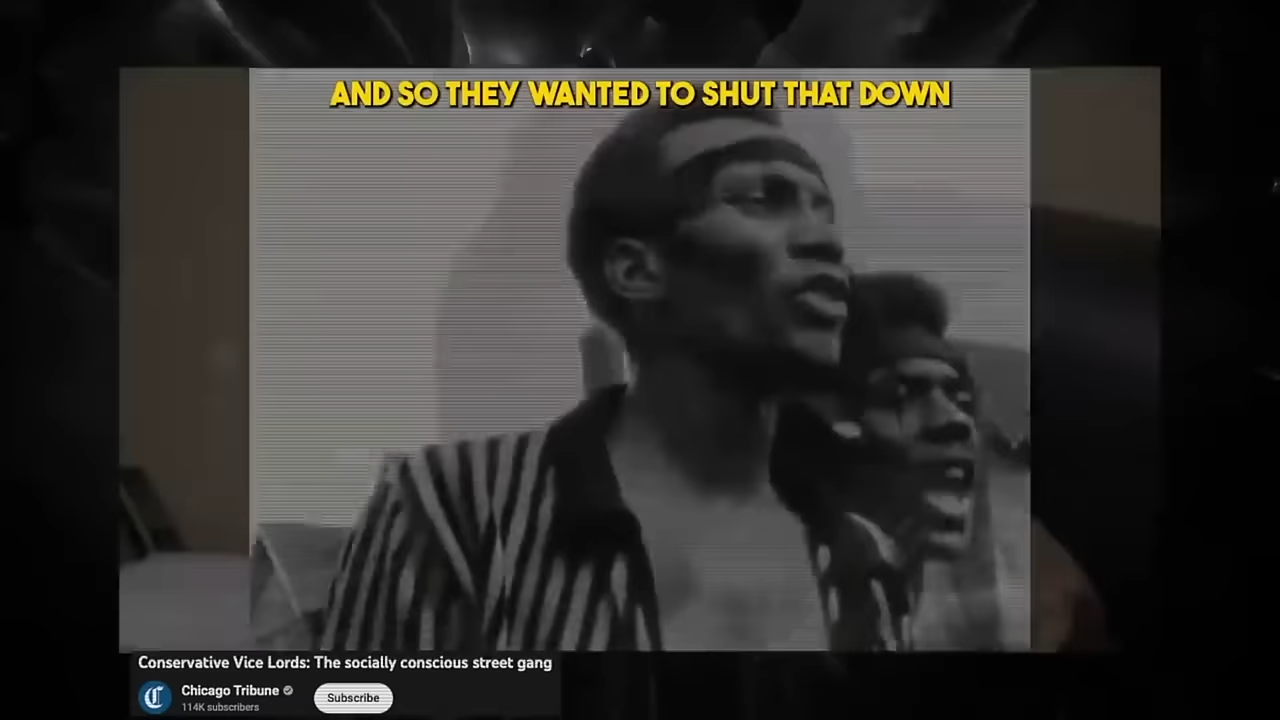 AND SO THEY WANTED TO SHUT THAT DOWN
Conservative Vice Lords: The socially conscious street gang
Chicago Tribune
114K subscribers
Subscribe